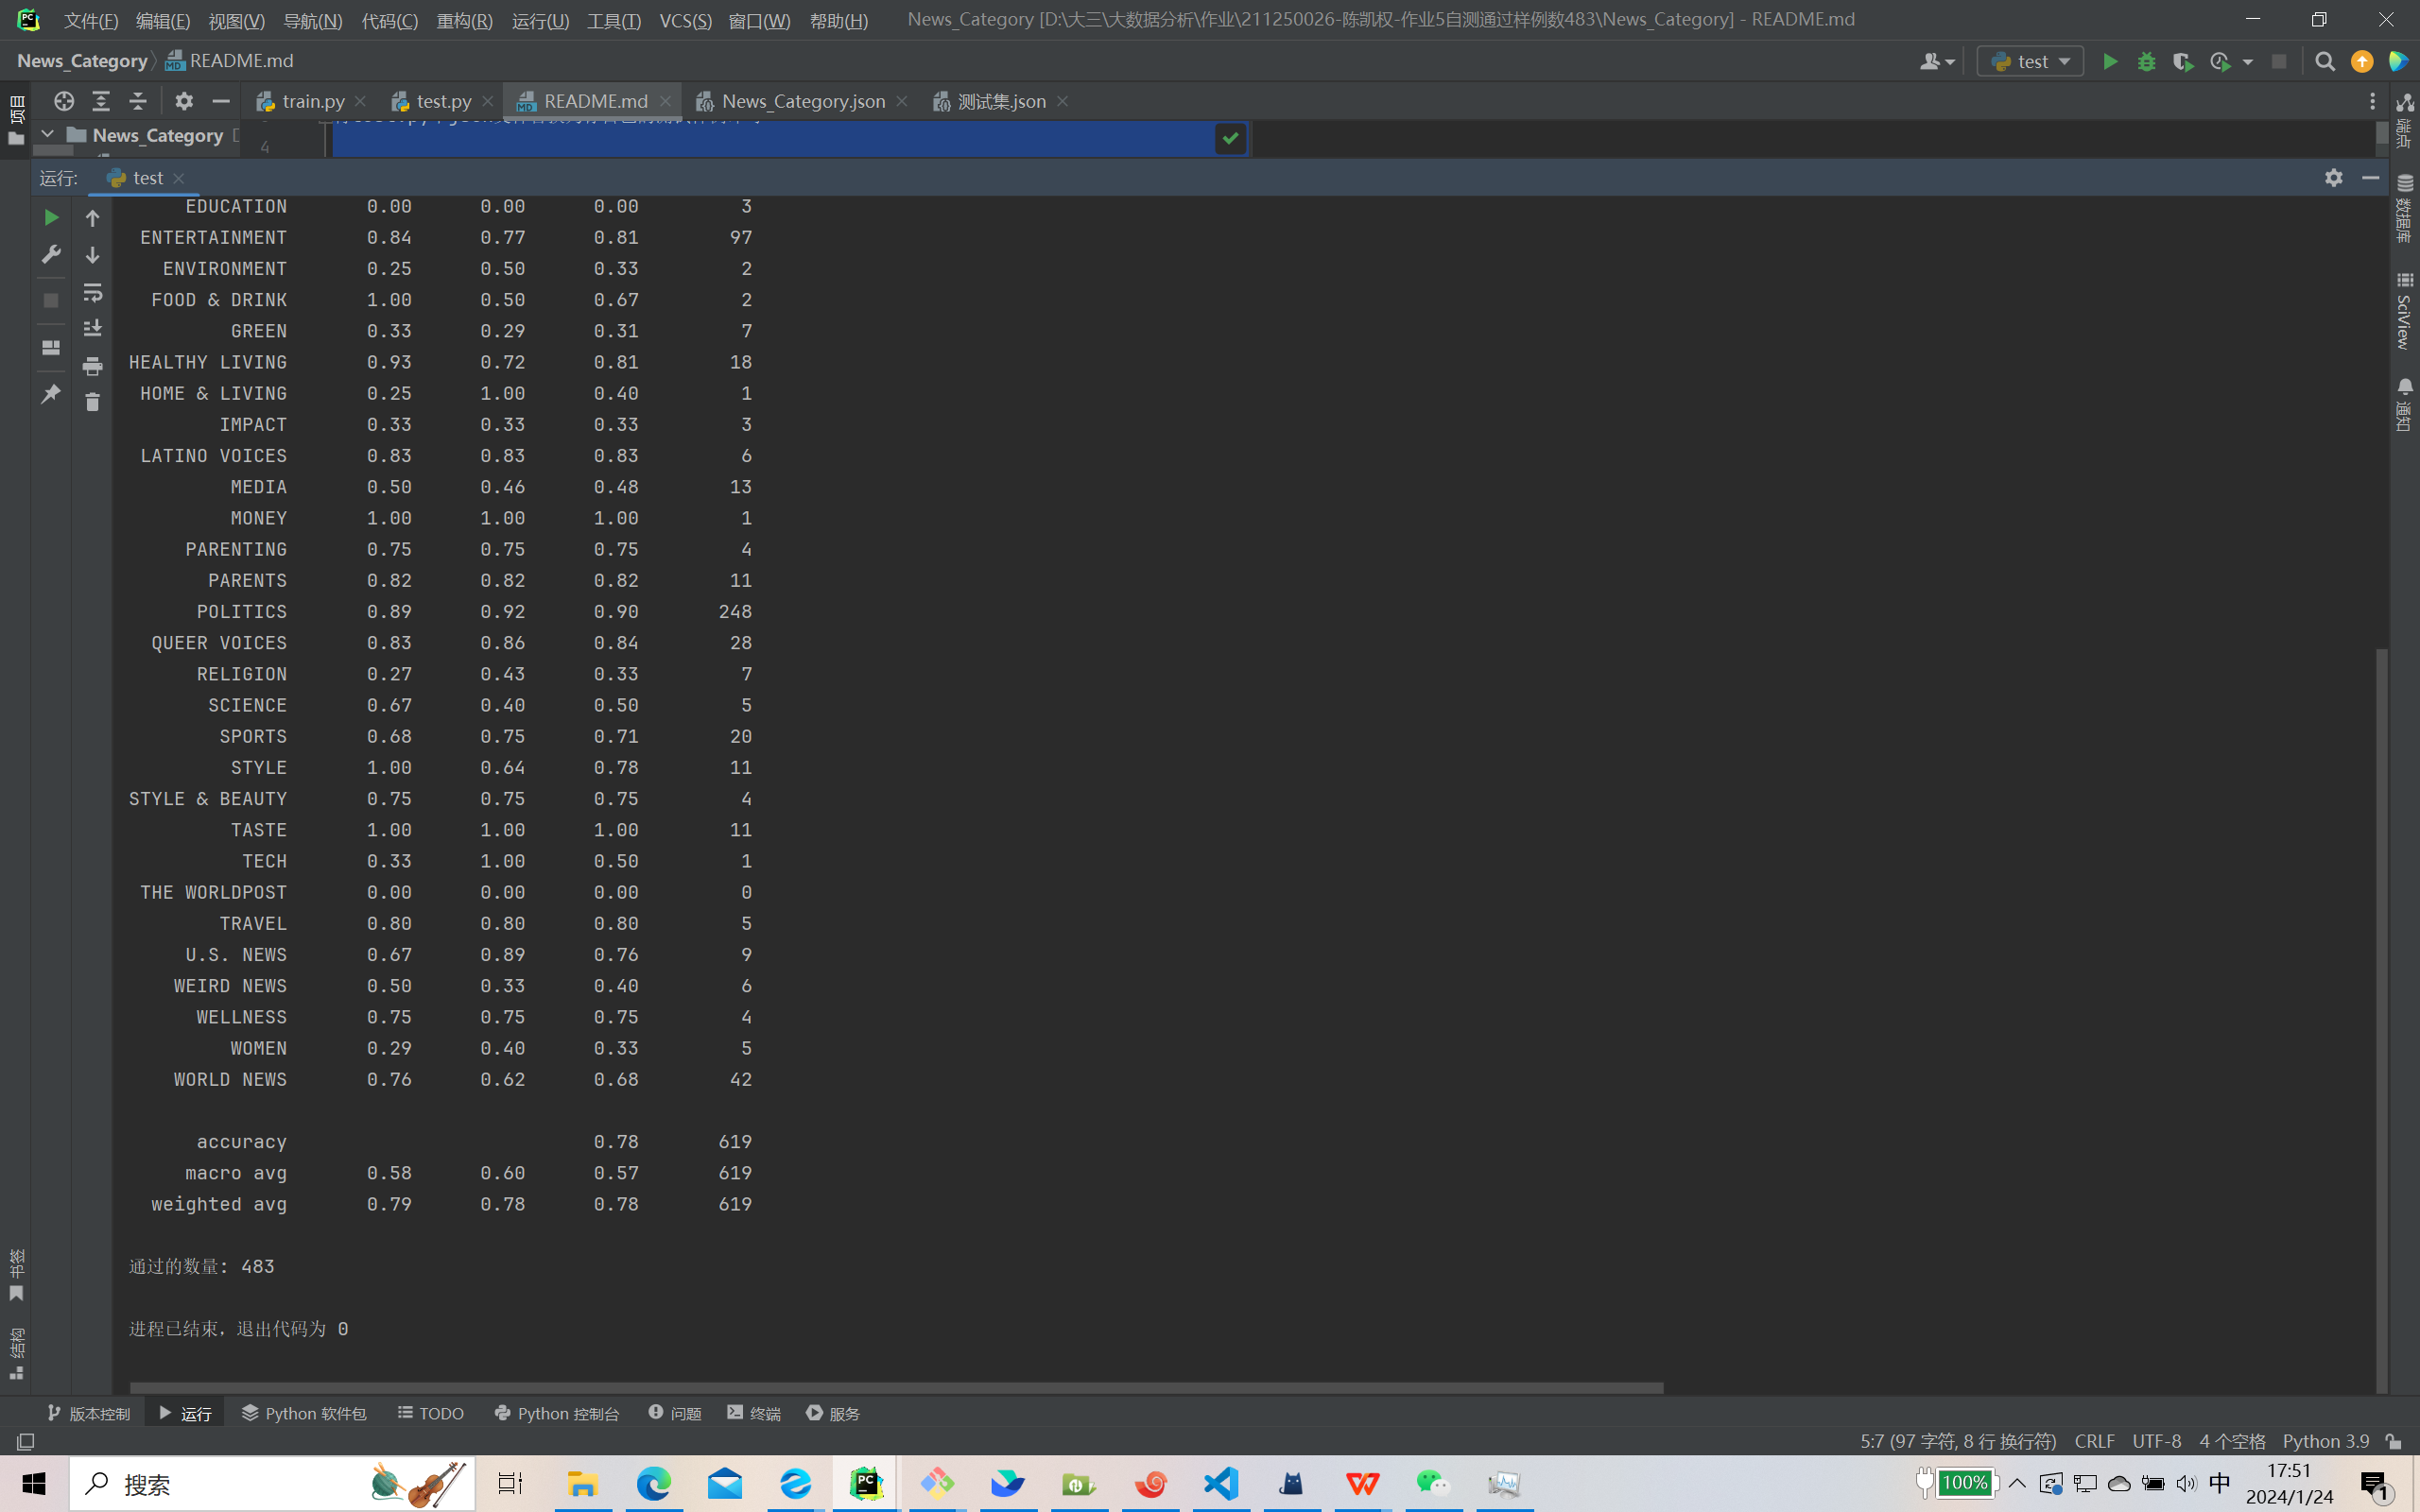 文件(F) 编辑(E) 视图(V) 导航(N) 代码(C) 重构(R) 运行(U) 工具(T) VCS(S) 窗口(W) 帮助(H) News_Category [D:\大三\大数据分析\作业\211250026-陈凯权-作业5自测通过样例数483\News_Category] - README.md
News_Category README.md test
train.py test.py README.md News_Category.json 测试集.json
项目 News_Category
4
运行: test
EDUCATION 0.00 0.00 0.00 3
ENTERTAINMENT 0.84 0.77 0.81 97
ENVIRONMENT 0.25 0.50 0.33 2
FOOD & DRINK 1.00 0.50 0.67 2
GREEN 0.33 0.29 0.31 7
HEALTHY LIVING 0.93 0.72 0.81 18
HOME & LIVING 0.25 1.00 0.40 1
IMPACT 0.33 0.33 0.33 3
LATINO VOICES 0.83 0.83 0.83 6
MEDIA 0.50 0.46 0.48 13
MONEY 1.00 1.00 1.00 1
PARENTING 0.75 0.75 0.75 4
PARENTS 0.82 0.82 0.82 11
POLITICS 0.89 0.92 0.90 248
QUEER VOICES 0.83 0.86 0.84 28
RELIGION 0.27 0.43 0.33 7
SCIENCE 0.67 0.40 0.50 5
SPORTS 0.68 0.75 0.71 20
STYLE 1.00 0.64 0.78 11
STYLE & BEAUTY 0.75 0.75 0.75 4
TASTE 1.00 1.00 1.00 11
TECH 0.33 1.00 0.50 1
THE WORLDPOST 0.00 0.00 0.00 0
TRAVEL 0.80 0.80 0.80 5
U.S. NEWS 0.67 0.89 0.76 9
WEIRD NEWS 0.50 0.33 0.40 6
WELLNESS 0.75 0.75 0.75 4
WOMEN 0.29 0.40 0.33 5
WORLD NEWS 0.76 0.62 0.68 42
accuracy 0.78 619
macro avg 0.58 0.60 0.57 619
weighted avg 0.79 0.78 0.78 619
通过的数量: 483
进程已结束，退出代码为 0
书签
结构
端点
数据库
SciView
通知
版本控制 运行 Python 软件包 TODO Python 控制台 问题 终端 服务
5:7 (97 字符, 8 行 换行符) CRLF UTF-8 4 个空格 Python 3.9
搜索 100% 中 17:51
2024/1/24 1